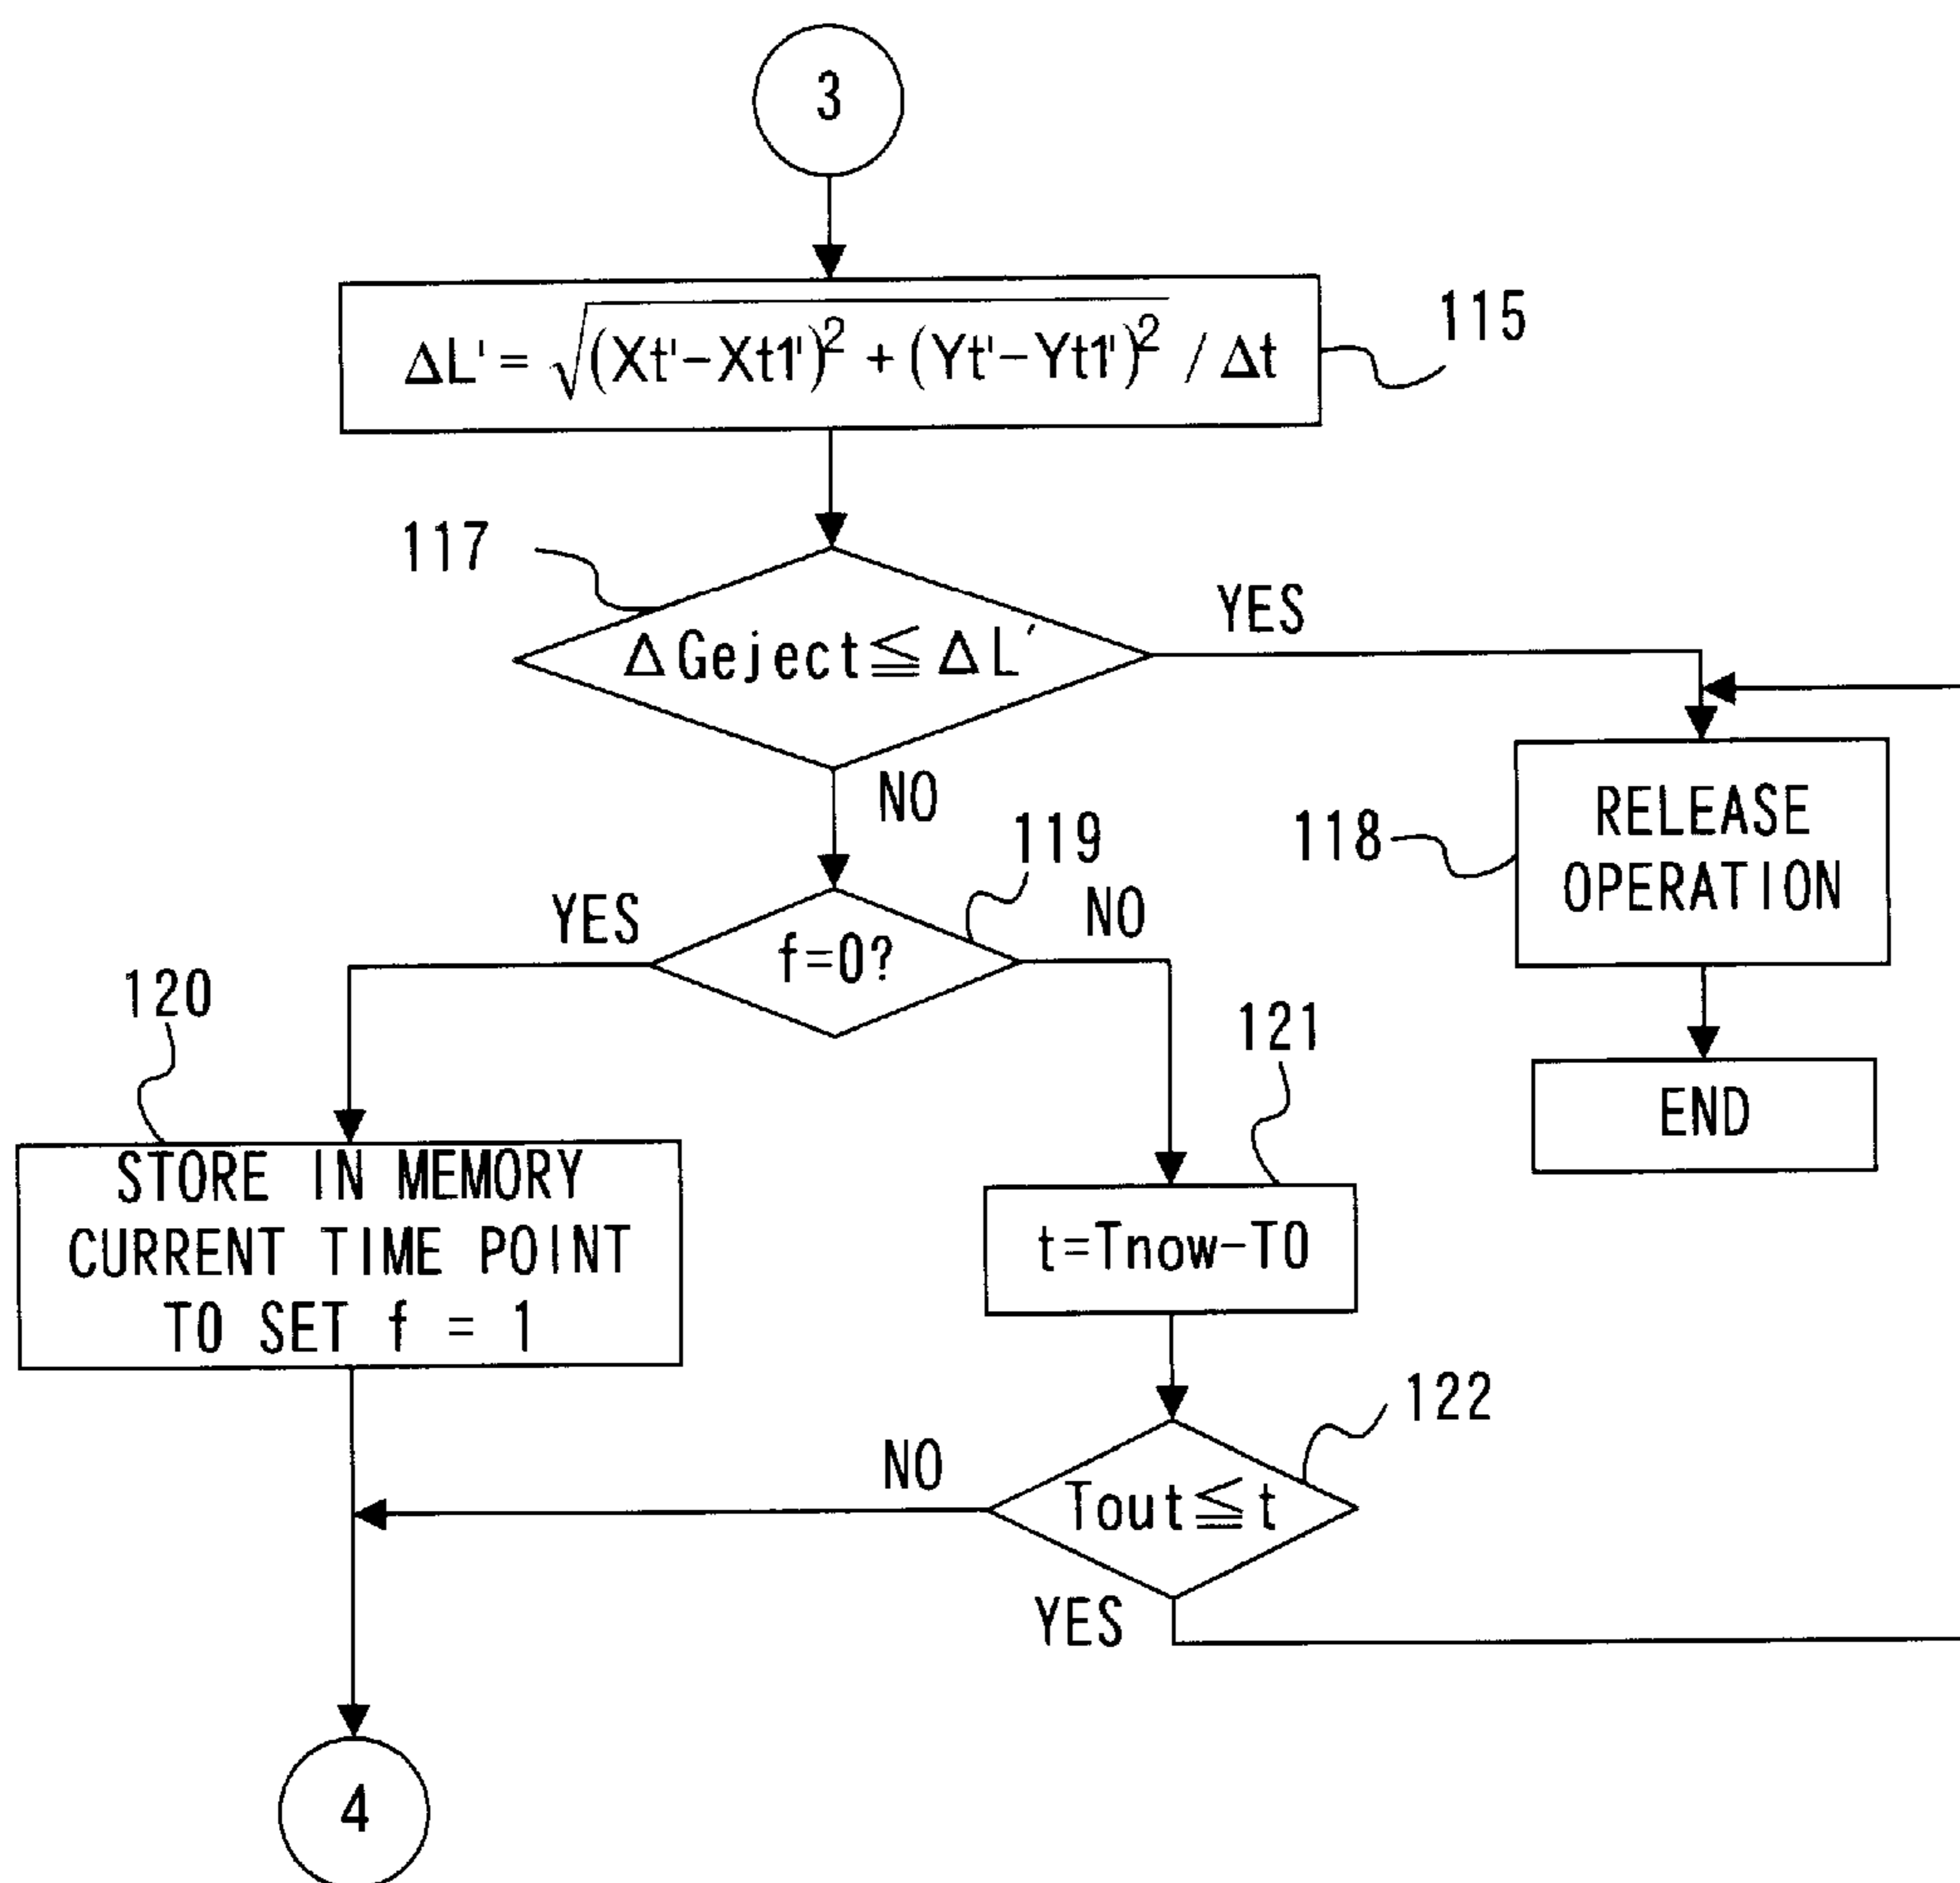 3
ΔL' = √(Xt'−Xt1')² + (Yt'−Yt1')² / Δt
115
117
YES
ΔGeject≦ΔL'
NO
119
118
RELEASE
OPERATION
YES
NO
f=0?
120
121
END
STORE IN MEMORY
CURRENT TIME POINT
TO SET f = 1
t=Tnow−T0
122
NO
Tout≦t
YES
4